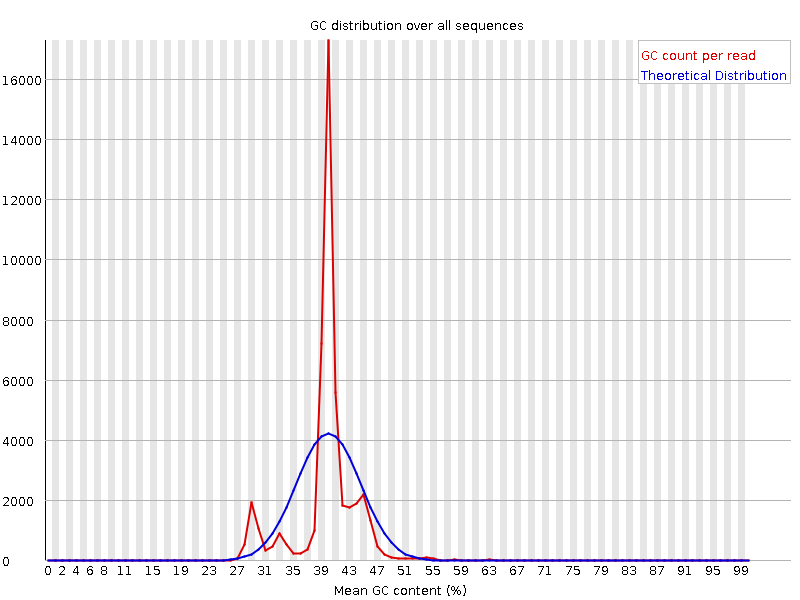 GC distribution over all sequences
GC count per read
Theoretical Distribution
16000
14000
12000
10000
8000
6000
4000
2000
0
0 2 4 6 8 11 15 19 23 27 31 35 39 43 47 51 55 59 63 67 71 75 79 83 87 91 95 99
Mean GC content (%)